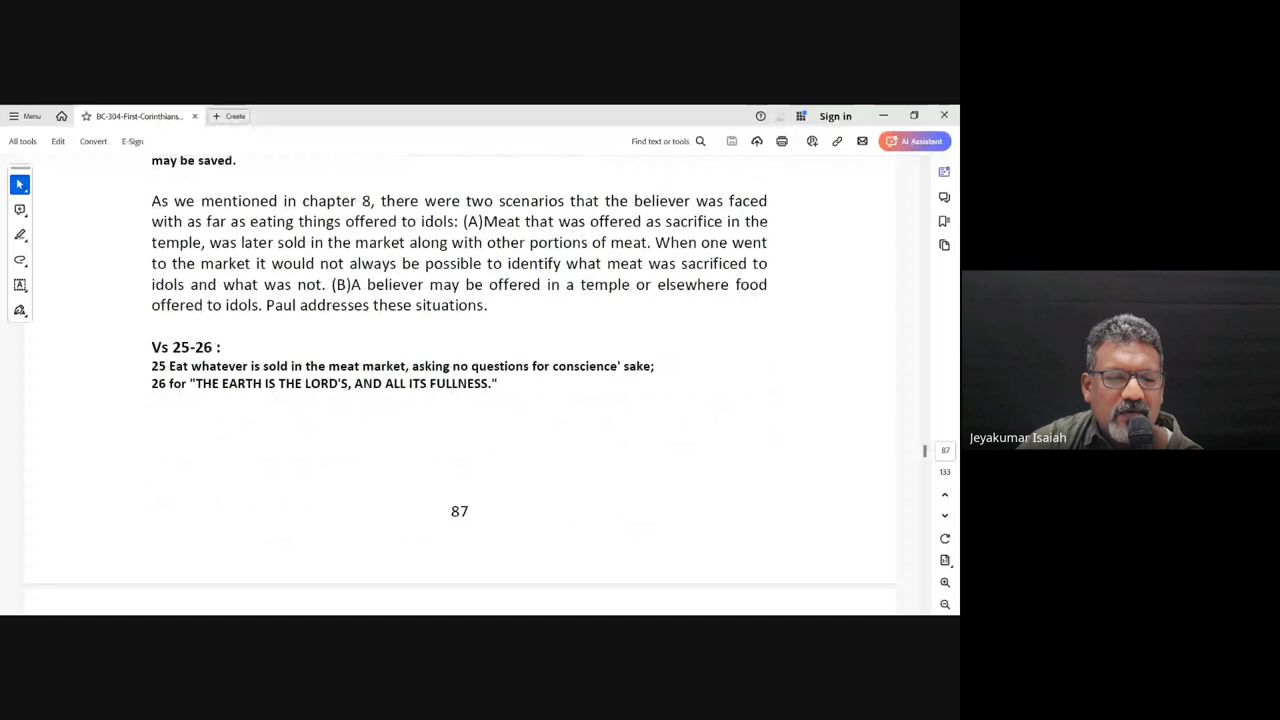 Menu
BC-304-First-Corinthians...
Create
Sign in
All tools
Edit
Convert
E-Sign
Find text or tools
AI Assistant
may be saved.
As we mentioned in chapter 8, there were two scenarios that the believer was faced
with as far as eating things offered to idols: (A)Meat that was offered as sacrifice in the
temple, was later sold in the market along with other portions of meat. When one went
to the market it would not always be possible to identify what meat was sacrificed to
idols and what was not. (B)A believer may be offered in a temple or elsewhere food
offered to idols. Paul addresses these situations.
Vs 25-26 :
25 Eat whatever is sold in the meat market, asking no questions for conscience' sake;
26 for "THE EARTH IS THE LORD'S, AND ALL ITS FULLNESS."
87
87
133
Jeyakumar Isaiah